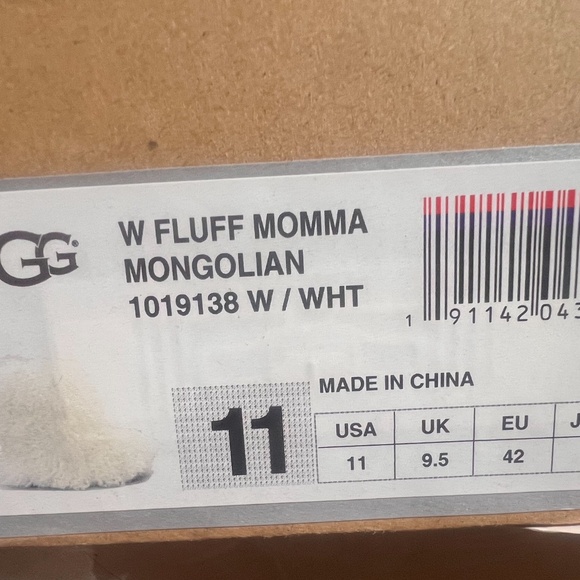 GG
W FLUFF MOMMA
MONGOLIAN
1019138 W / WHT
1 91142 043
MADE IN CHINA
11
USA UK EU J
11 9.5 42